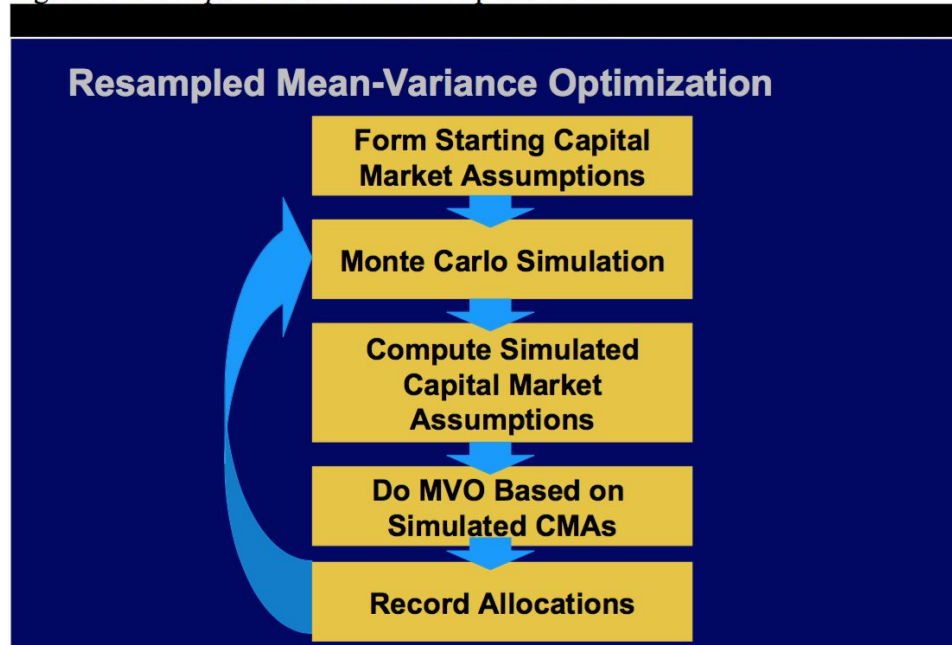 Resampled Mean-Variance Optimization
Form Starting Capital
Market Assumptions
Monte Carlo Simulation
Compute Simulated
Capital Market
Assumptions
Do MVO Based on
Simulated CMAs
Record Allocations